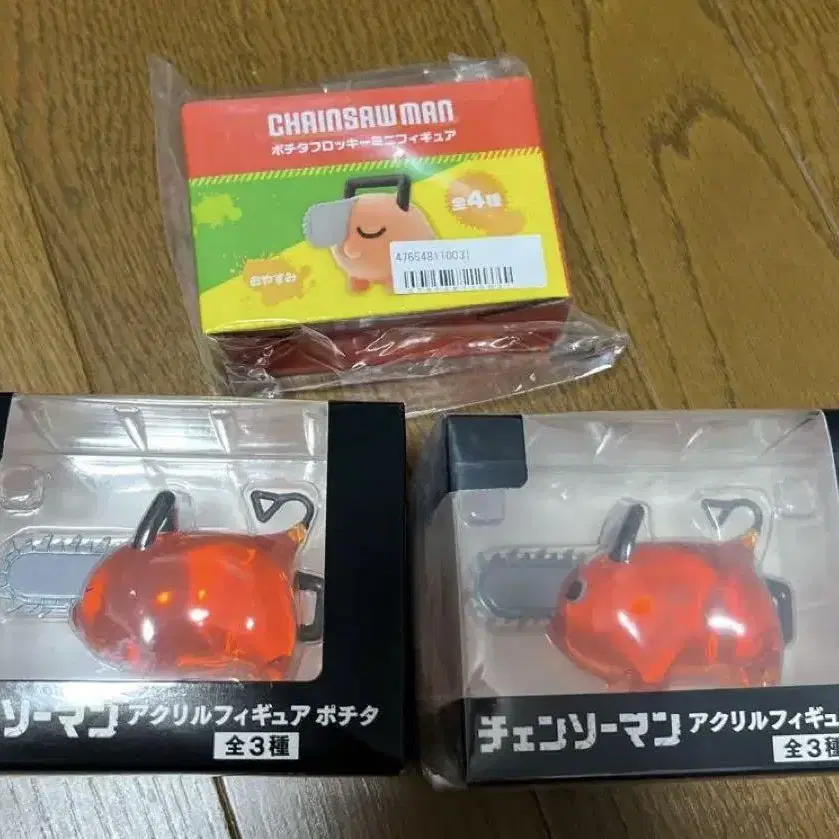 CHAINSAW MAN
ポチタフロッキーミニフィギュア
全4種
おやすみ
ソーマン アクリルフィギュア ポチタ
全3種
チェンソーマン アクリルフィギュ
全3種